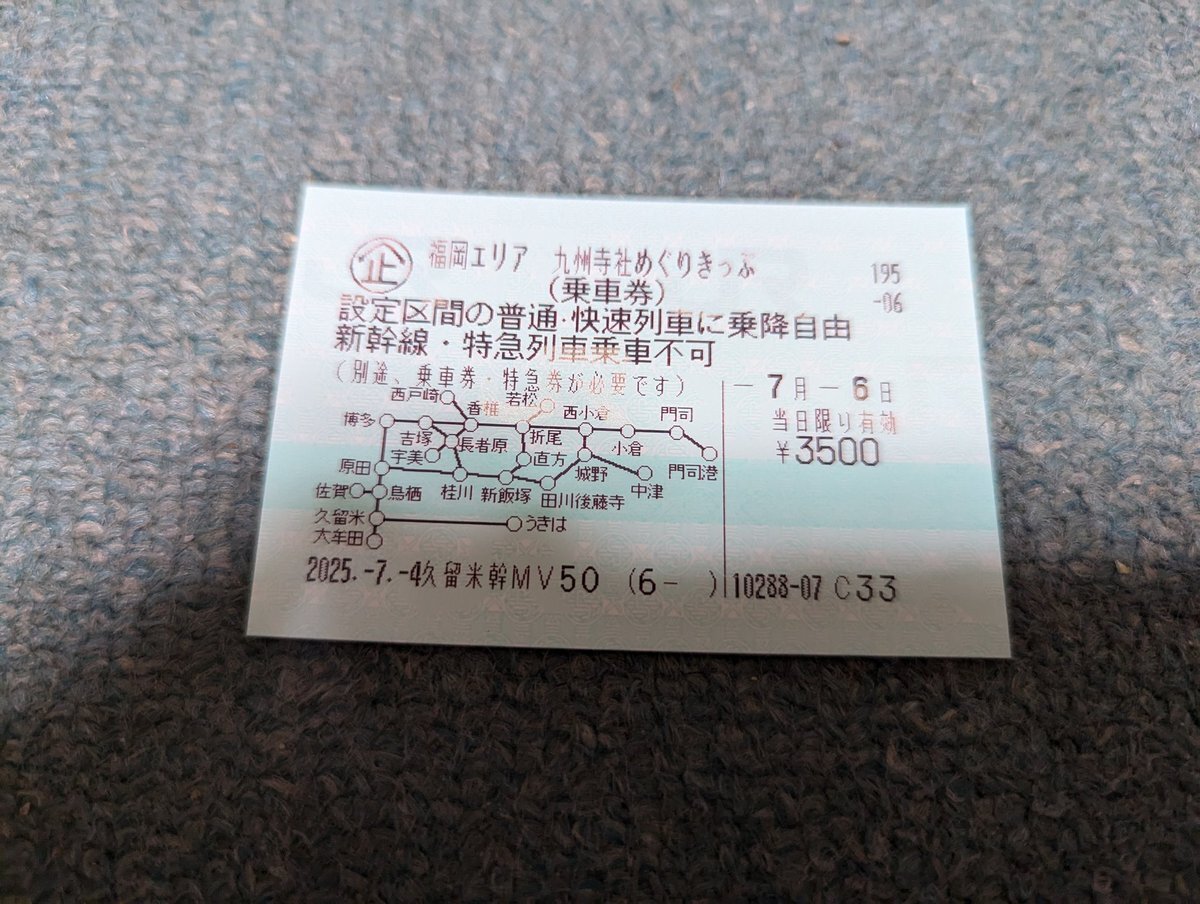 企 福岡エリア 九州寺社めぐりきっぷ 195
(乗車券) -06
設定区間の普通・快速列車に乗降自由
新幹線・特急列車乗車不可
(別途、乗車券・特急券が必要です)
-7月-6日
当日限り有効
¥3500
西戸崎 香椎 若松 西小倉 門司
博多
吉塚 長者原 折尾 小倉
宇美 直方 城野 門司港
原田
佐賀 鳥栖 桂川 新飯塚 田川後藤寺 中津
久留米 うきは
大牟田
2025.-7.-4久留米幹MV50 (6- ) 10288-07 C33